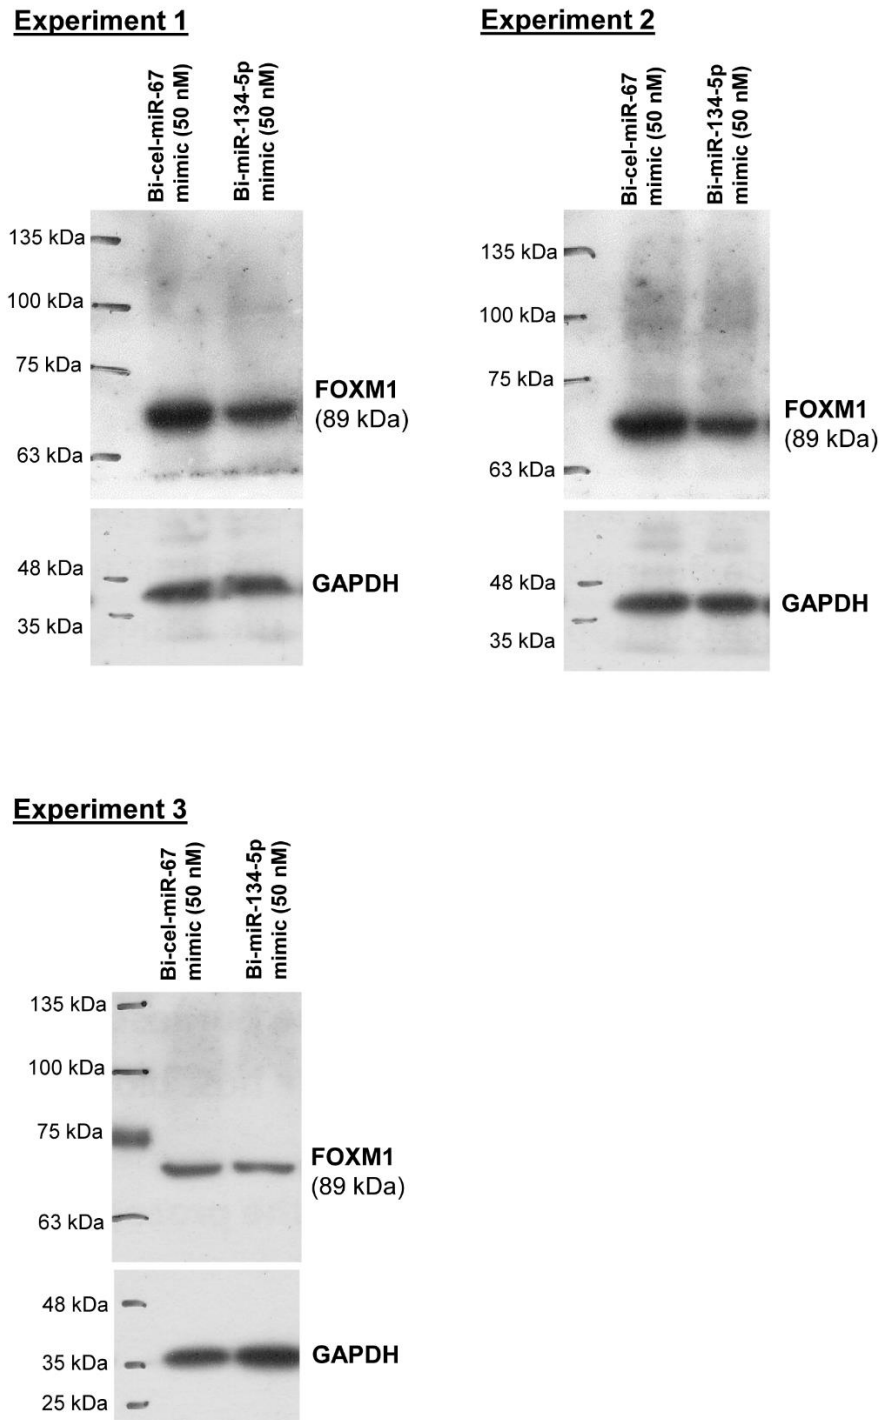 Experiment 1
Bi-cel-miR-67
mimic (50 nM)
Bi-miR-134-5p
mimic (50 nM)
135 kDa
100 kDa
75 kDa
63 kDa
FOXM1
(89 kDa)
48 kDa
35 kDa
GAPDH
Experiment 2
Bi-cel-miR-67
mimic (50 nM)
Bi-miR-134-5p
mimic (50 nM)
135 kDa
100 kDa
75 kDa
63 kDa
FOXM1
(89 kDa)
48 kDa
35 kDa
GAPDH
Experiment 3
Bi-cel-miR-67
mimic (50 nM)
Bi-miR-134-5p
mimic (50 nM)
135 kDa
100 kDa
75 kDa
63 kDa
FOXM1
(89 kDa)
48 kDa
35 kDa
25 kDa
GAPDH